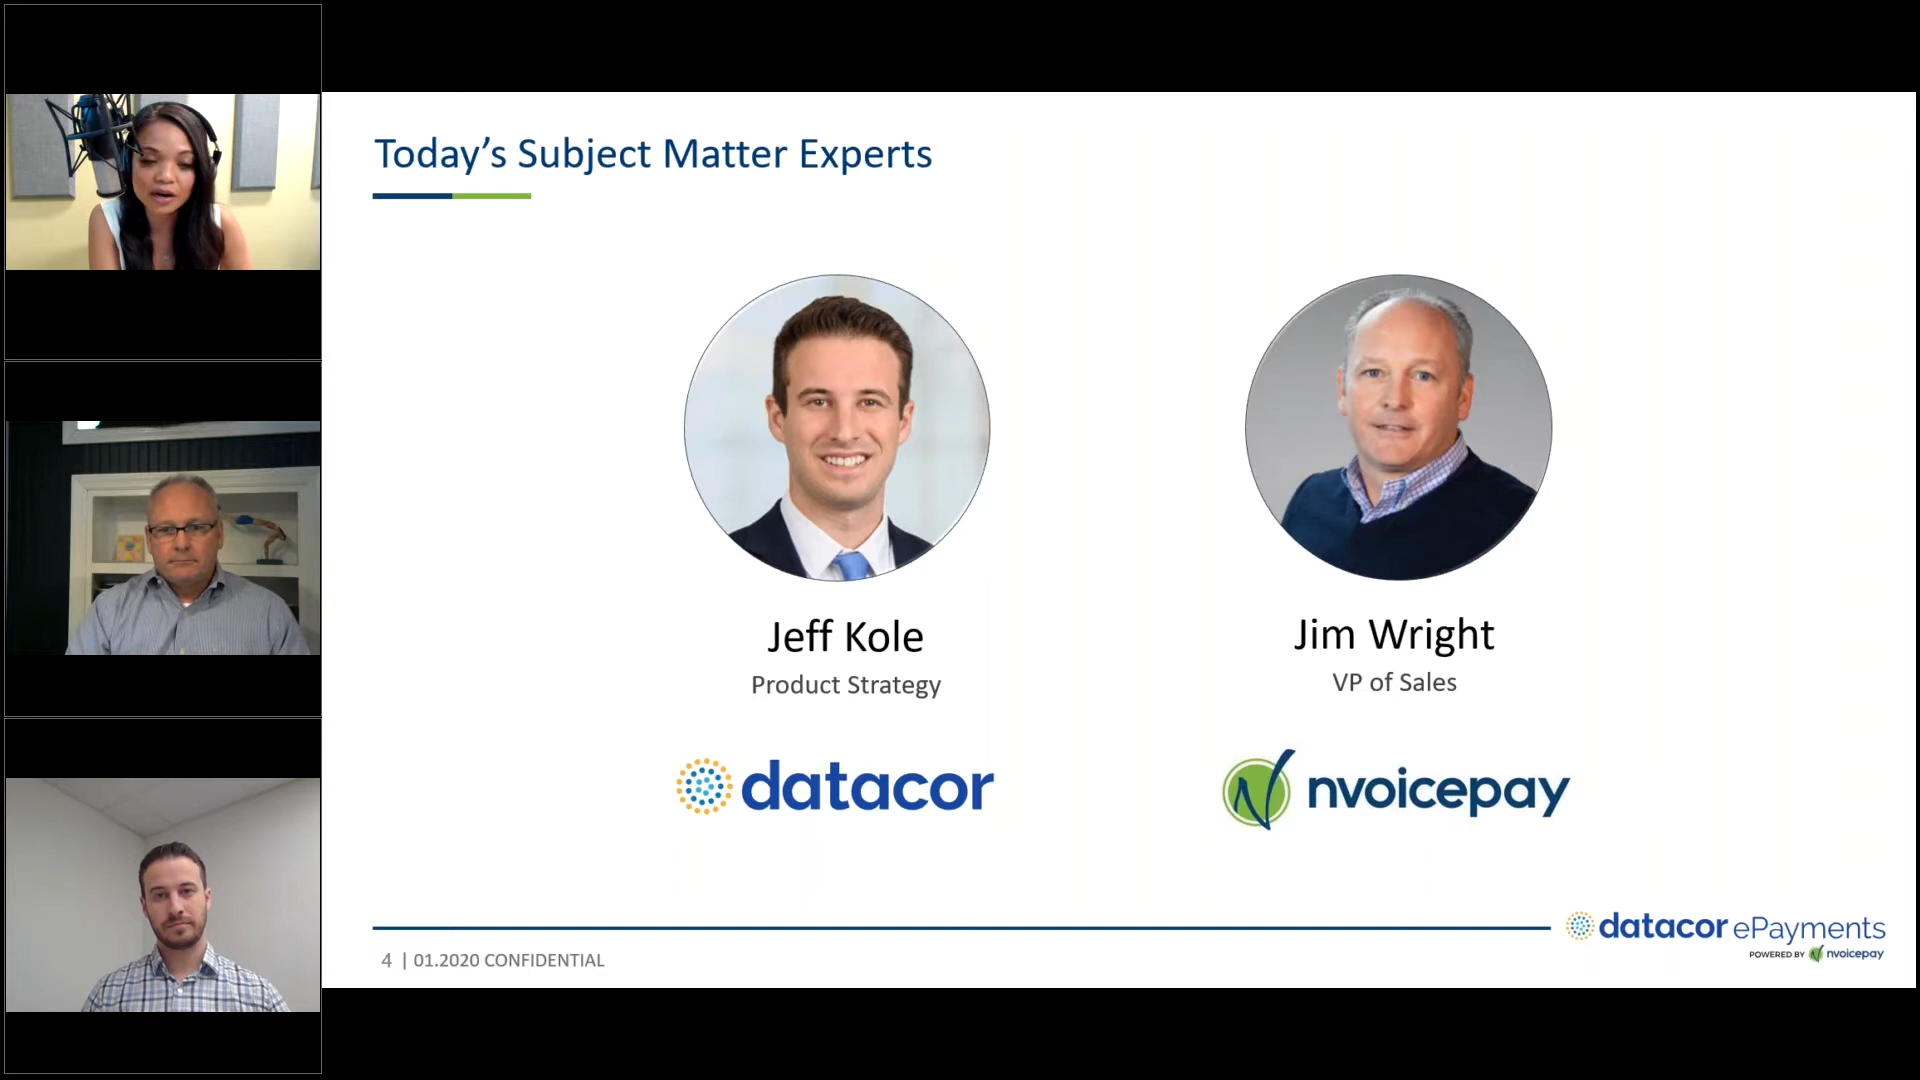 Today's Subject Matter Experts
Jeff Kole
Product Strategy
datacor
Jim Wright
VP of Sales
nvoicepay
4 | 01.2020 CONFIDENTIAL
datacor ePayments
POWERED BY nvoicepay